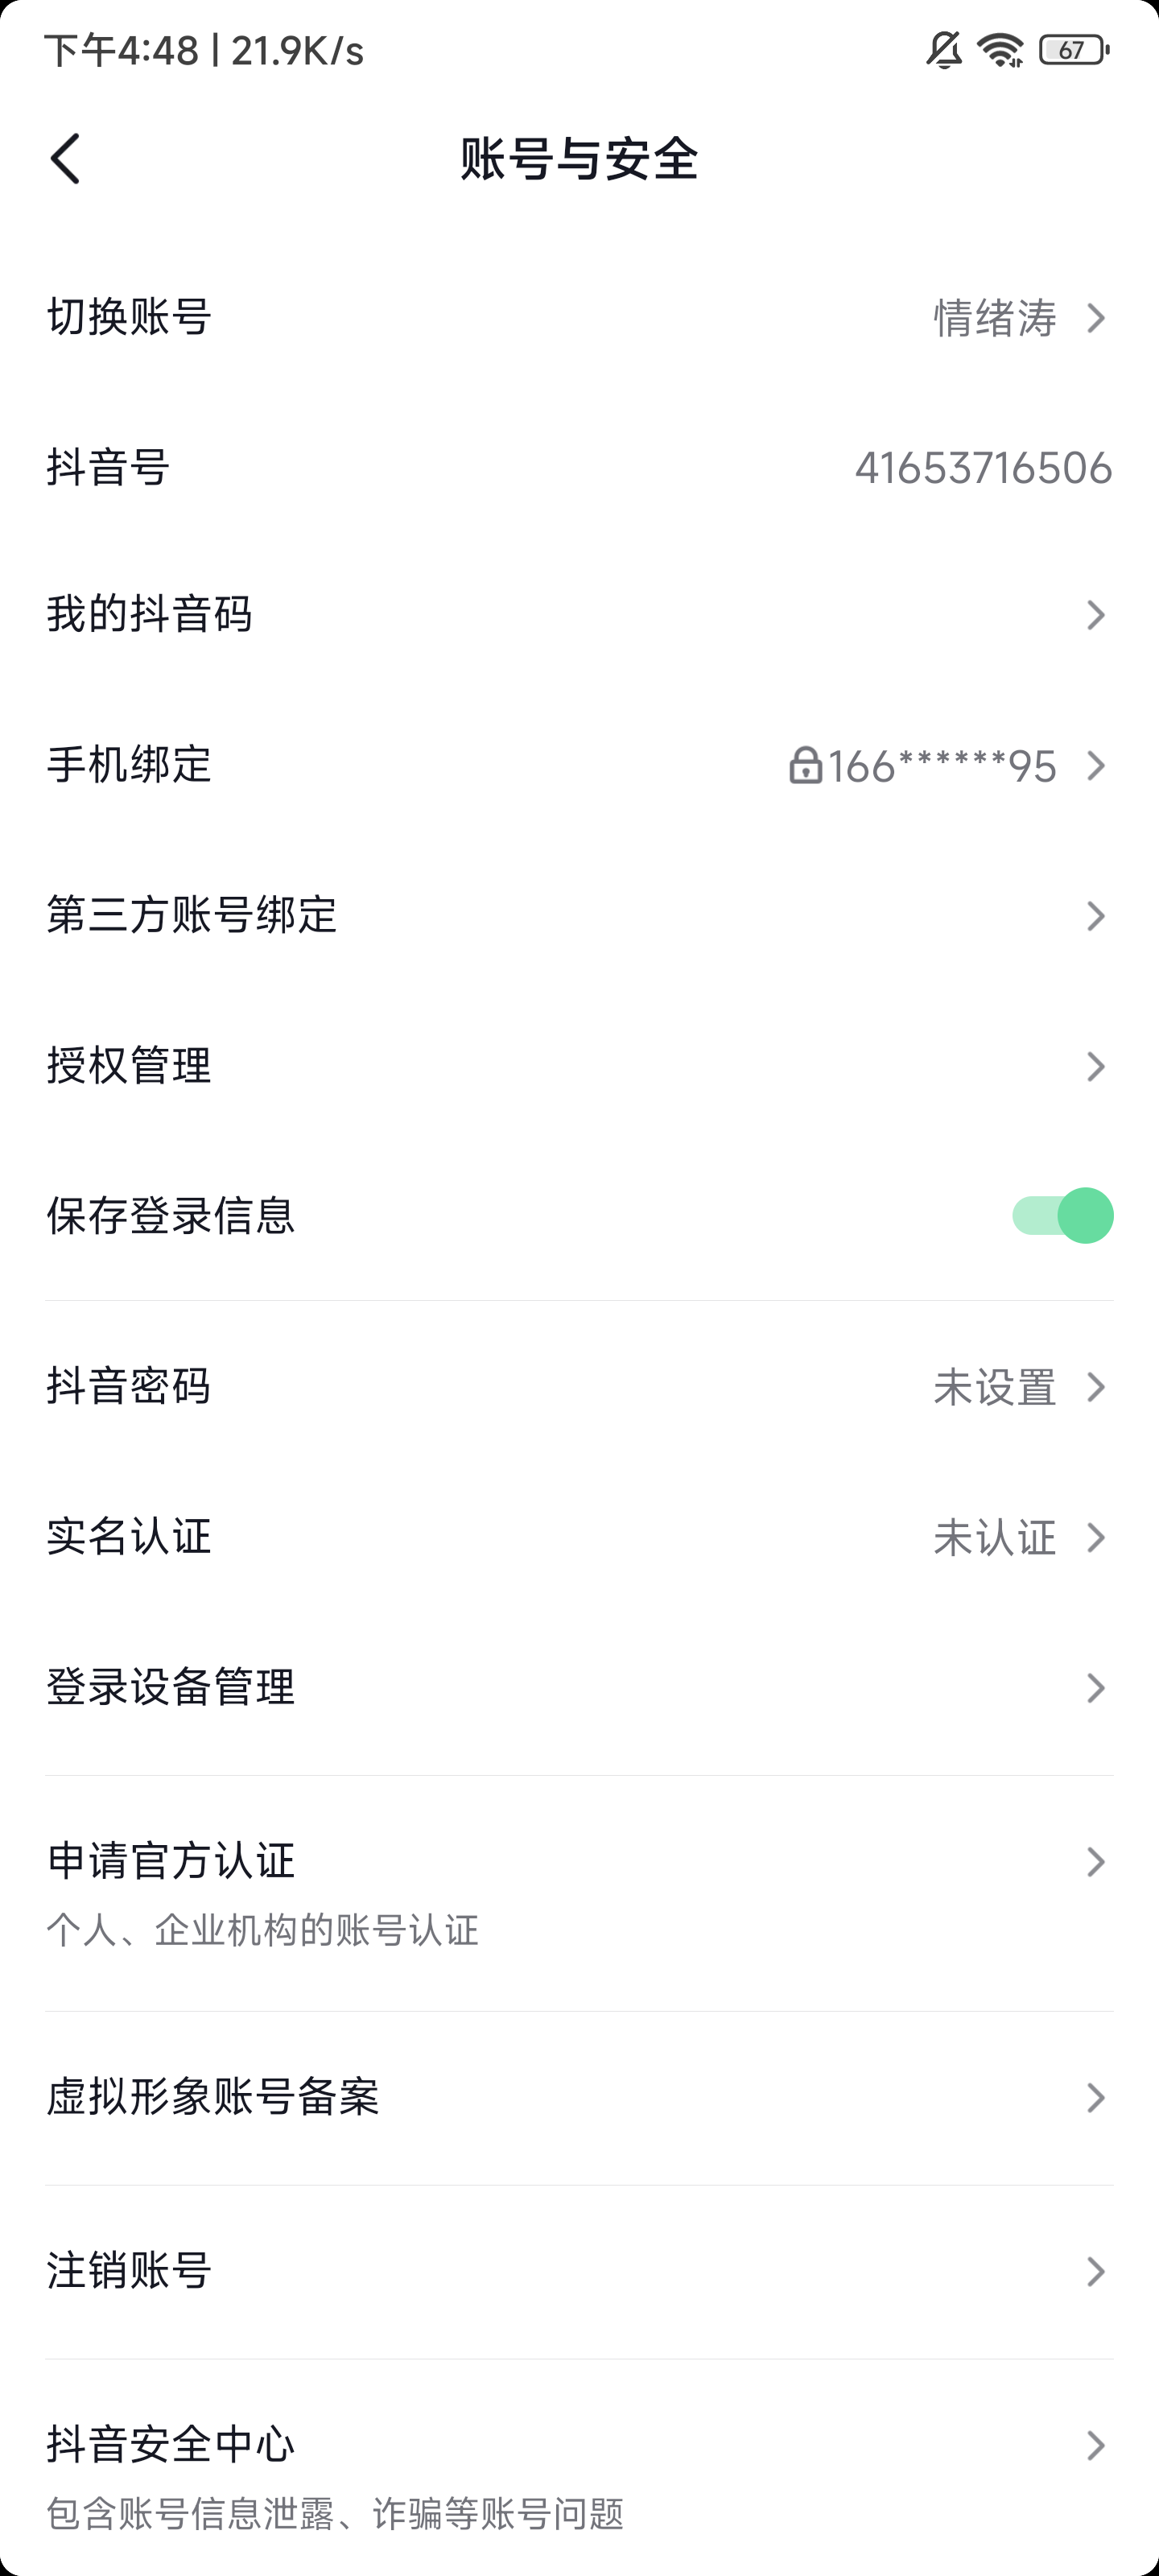 下午4:48 | 21.9K/s
67
账号与安全
切换账号 情绪涛
抖音号 41653716506
我的抖音码
手机绑定 166******95
第三方账号绑定
授权管理
保存登录信息
抖音密码 未设置
实名认证 未认证
登录设备管理
申请官方认证
个人、企业机构的账号认证
虚拟形象账号备案
注销账号
抖音安全中心
包含账号信息泄露、诈骗等账号问题